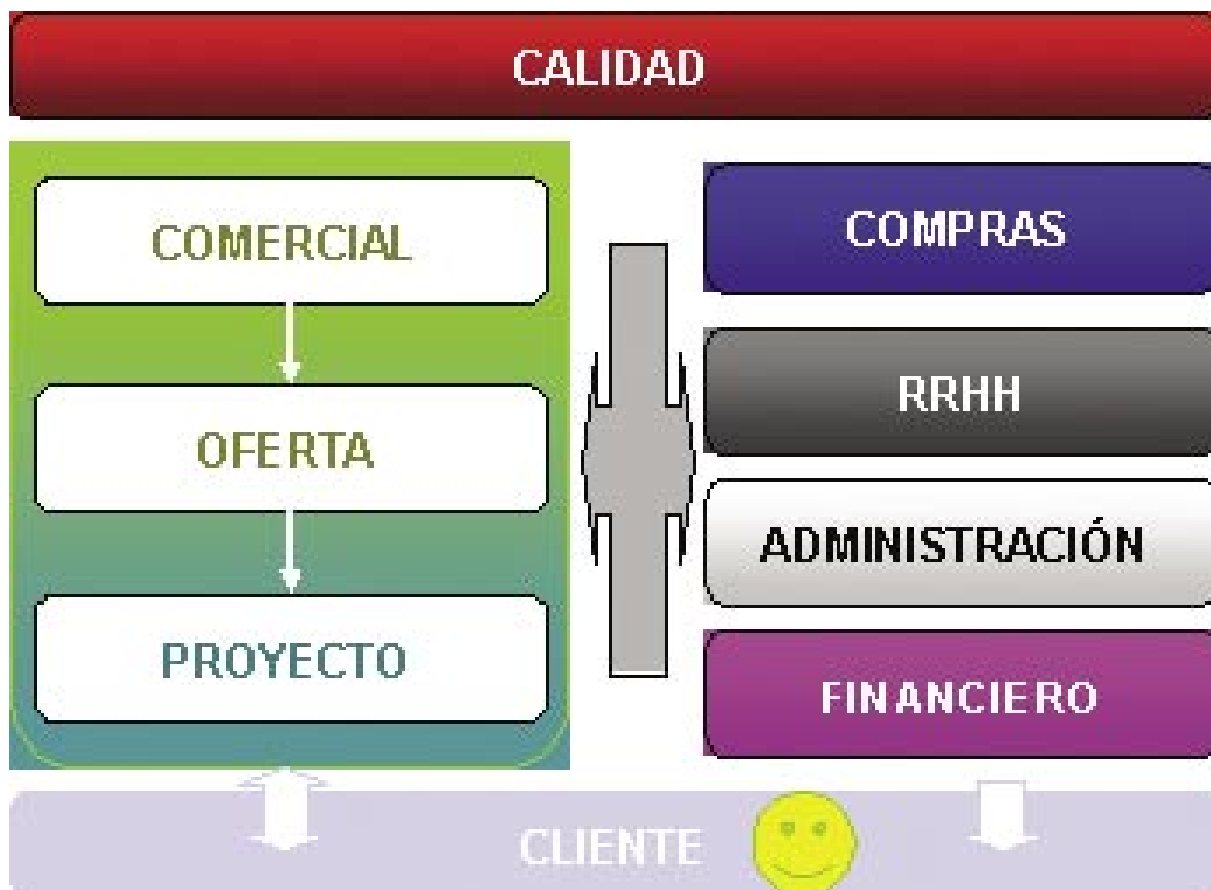 CALIDAD
COMERCIAL
OFERTA
PROYECTO
COMPRAS
RRHH
ADMINISTRACIÓN
FINANCIERO
CLIENTE